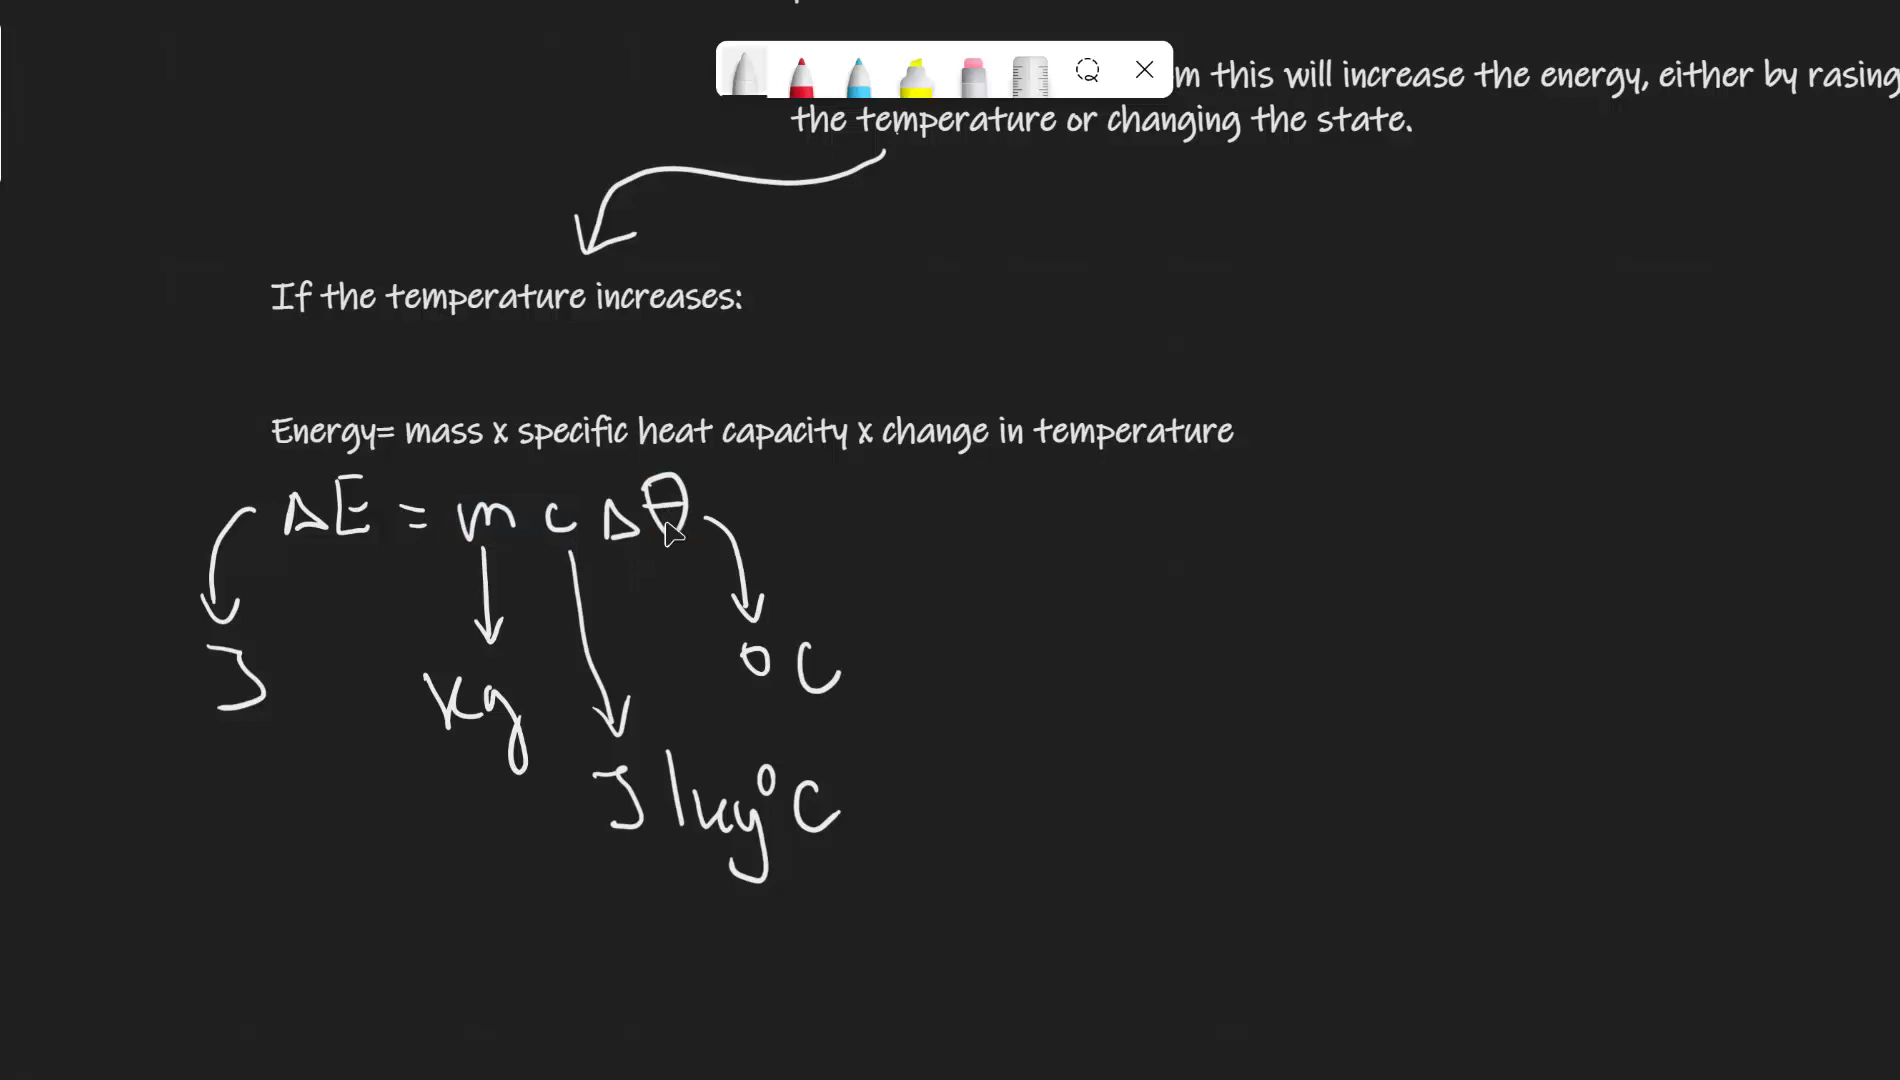 m this will increase the energy, either by rasing
the temperature or changing the state.
If the temperature increases:
Energy= mass x specific heat capacity x change in temperature
ΔE = m c Δθ
J
kg
°C
J/kg°C